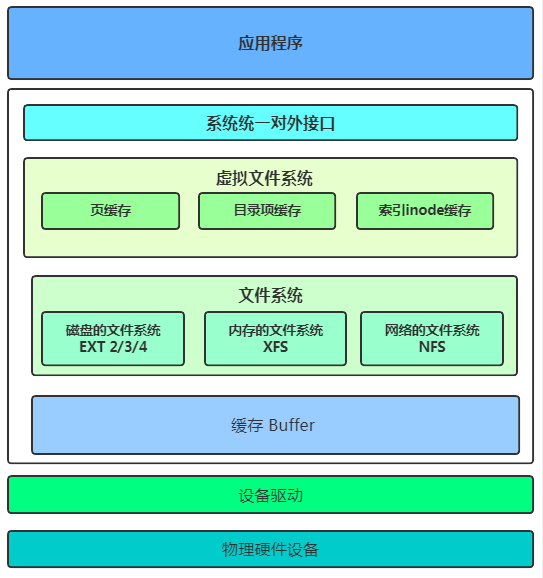 应用程序
系统统一对外接口
虚拟文件系统
页缓存
目录项缓存
索引inode缓存
文件系统
磁盘的文件系统
EXT 2/3/4
内存的文件系统
XFS
网络的文件系统
NFS
缓存 Buffer
设备驱动
物理硬件设备